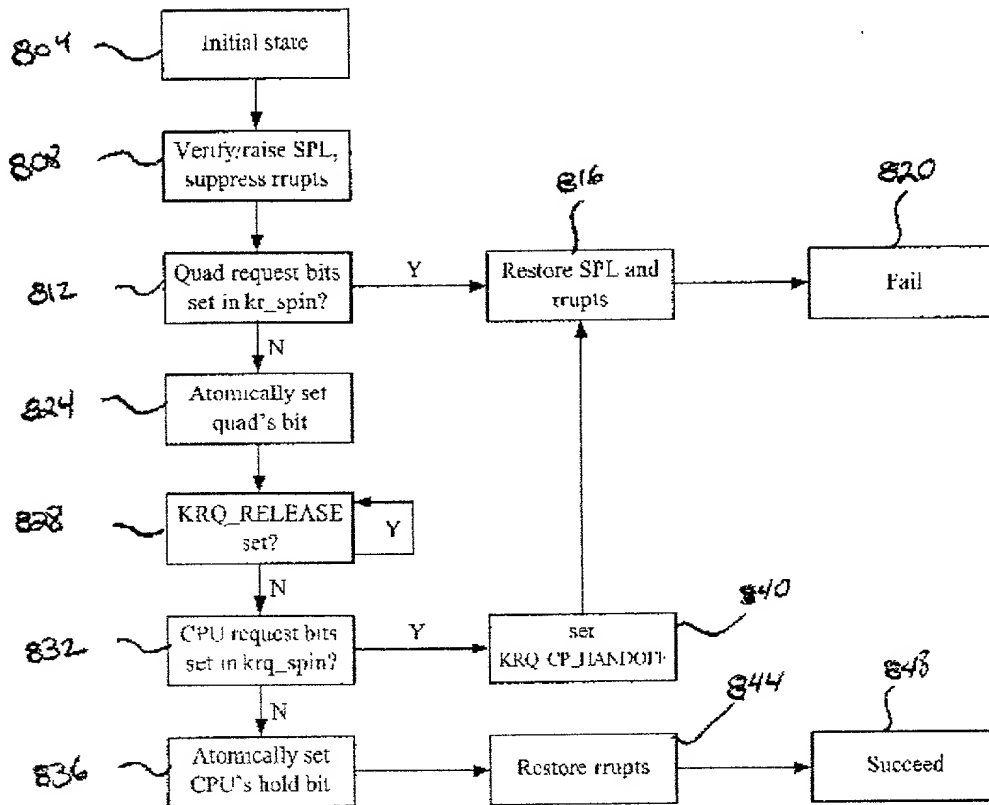 804
Initial state
808
Verify/raise SPL,
suppress rrupts
816
820
812
Quad request bits
set in kr_spin?
Y
Restore SPL and
rrupts
Fail
N
824
Atomically set
quad's bit
828
KRQ_RELEASE
set?
Y
N
840
832
CPU request bits
set in krq_spin?
Y
set
KRQ_CP_HANDOFF
844
848
N
836
Atomically set
CPU's hold bit
Restore rrupts
Succeed